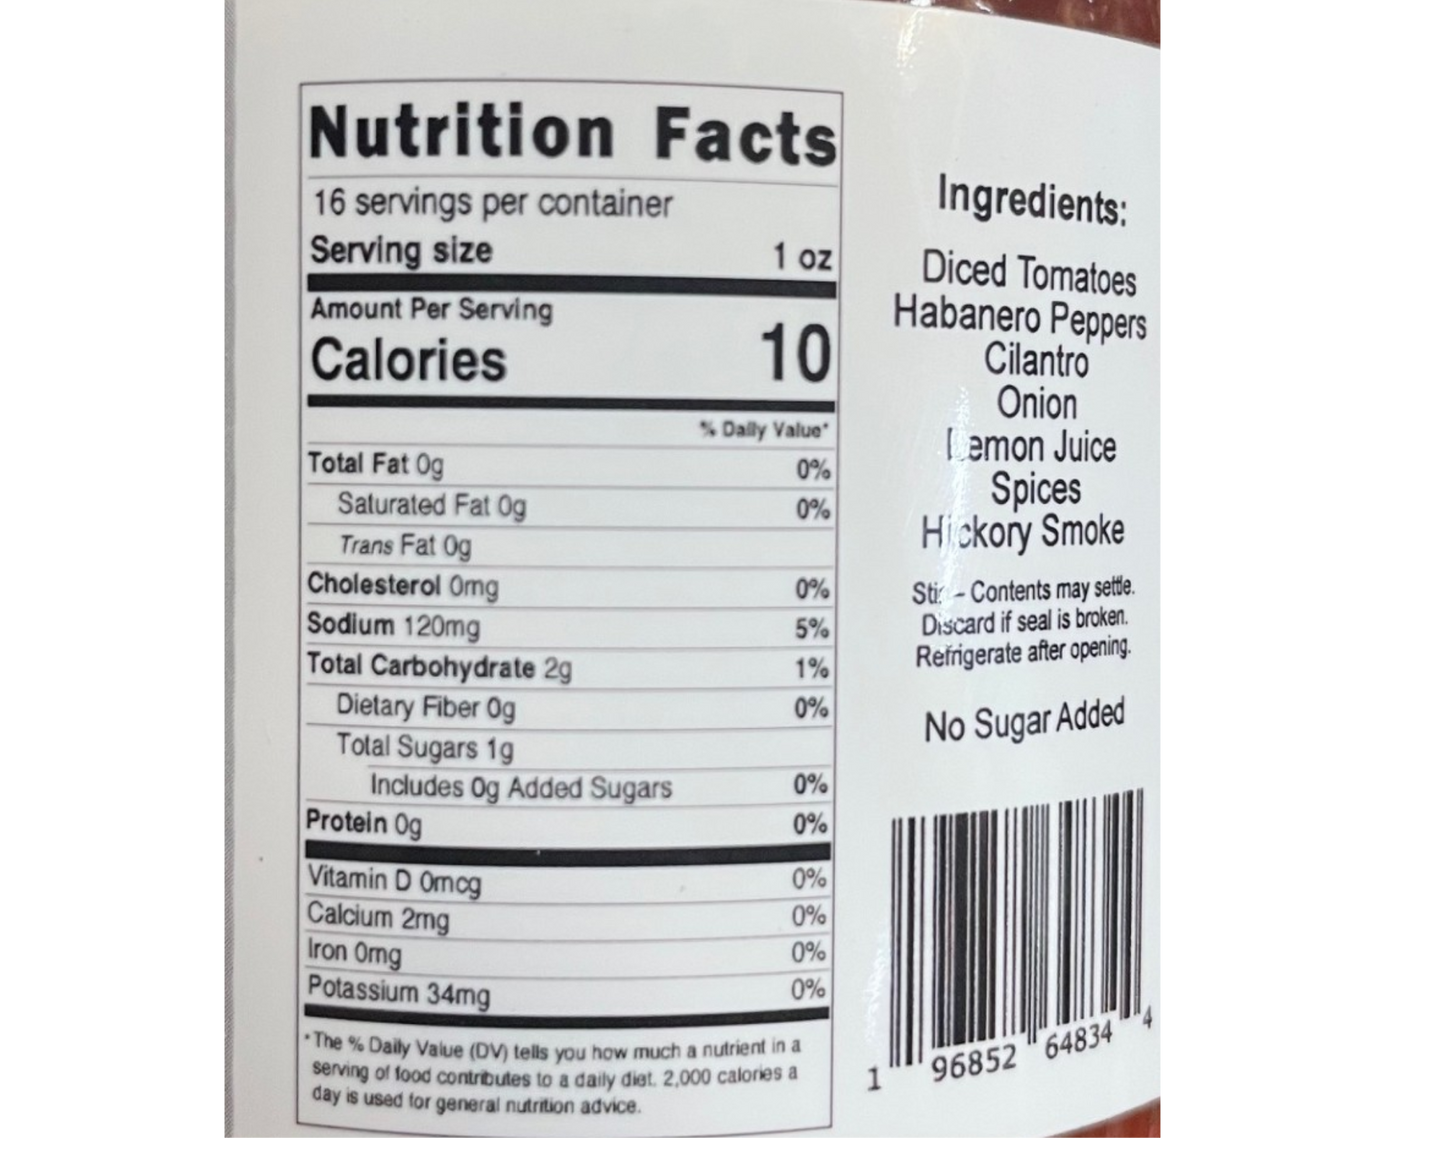 Nutrition Facts
16 servings per container
Serving size 1 oz
Amount Per Serving
Calories 10
% Daily Value*
Total Fat 0g 0%
Saturated Fat 0g 0%
Trans Fat 0g
Cholesterol 0mg 0%
Sodium 120mg 5%
Total Carbohydrate 2g 1%
Dietary Fiber 0g 0%
Total Sugars 1g
Includes 0g Added Sugars 0%
Protein 0g 0%
Vitamin D 0mcg 0%
Calcium 2mg 0%
Iron 0mg 0%
Potassium 34mg 0%
*The % Daily Value (DV) tells you how much a nutrient in a
serving of food contributes to a daily diet. 2,000 calories a
day is used for general nutrition advice.
Ingredients:
Diced Tomatoes
Habanero Peppers
Cilantro
Onion
Lemon Juice
Spices
Hickory Smoke
Stir – Contents may settle.
Discard if seal is broken.
Refrigerate after opening.
No Sugar Added
1 96852 64834 4